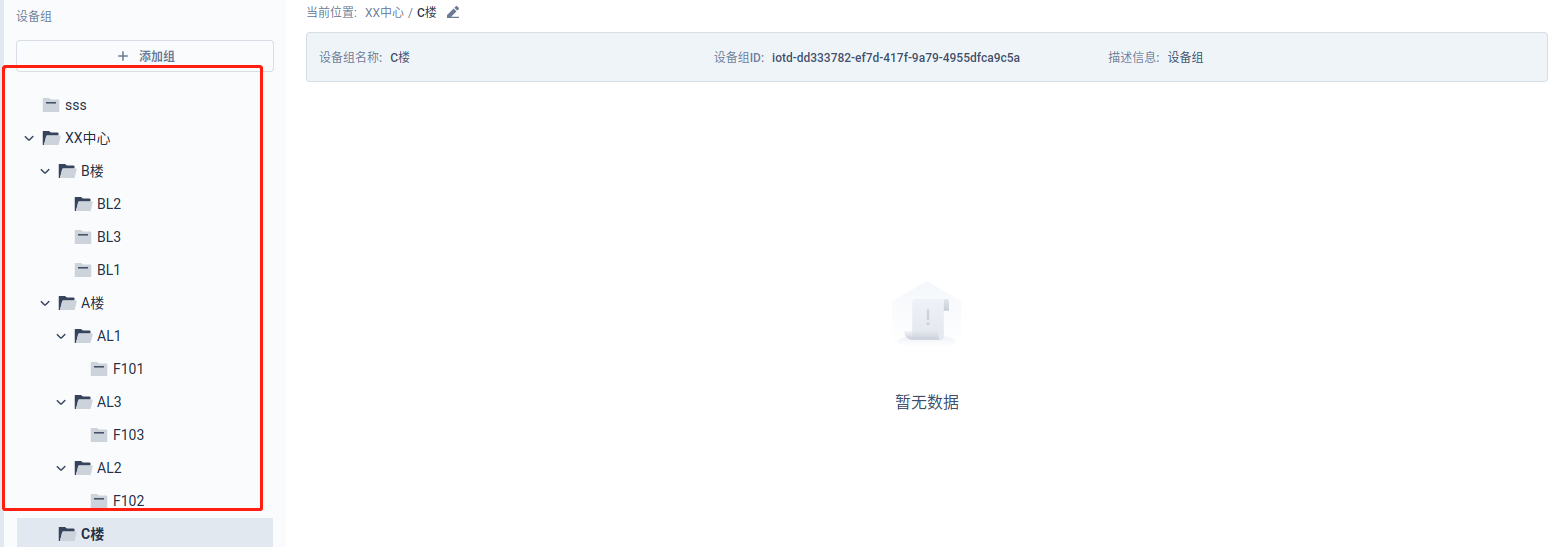 设备组
添加组
sss
XX中心
B楼
BL2
BL3
BL1
A楼
AL1
F101
AL3
F103
AL2
F102
C楼
当前位置: XX中心 / C楼
设备组名称: C楼 设备组ID: iotd-dd333782-ef7d-417f-9a79-4955dfca9c5a 描述信息: 设备组
暂无数据